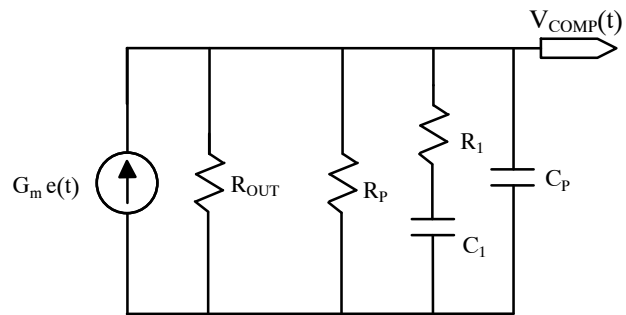 V_COMP(t)
G_m e(t)
R_OUT
R_P
R_1
C_1
C_P